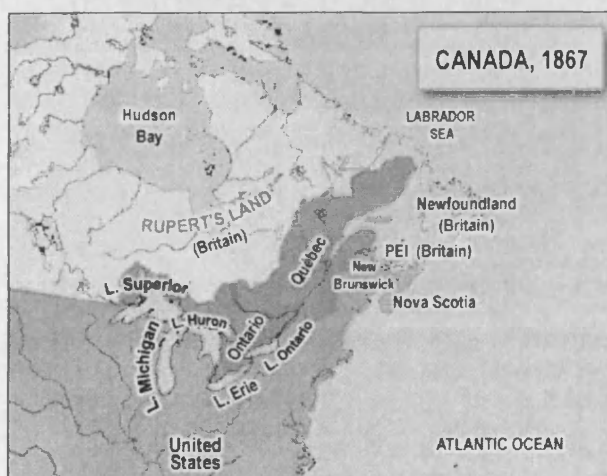 CANADA, 1867
Hudson
Bay
LABRADOR
SEA
RUPERT'S LAND
(Britain)
Newfoundland
(Britain)
Québec
PEI (Britain)
New
Brunswick
Nova Scotia
L. Superior
L. Huron
Ontario
L. Ontario
L. Michigan
L. Erie
United
States
ATLANTIC OCEAN